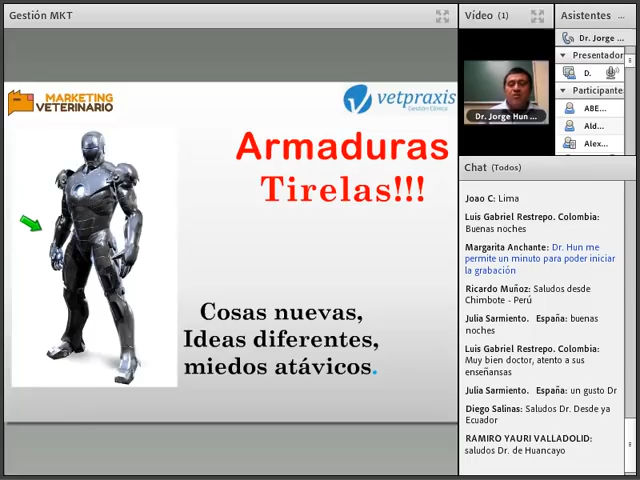 Gestión MKT
MARKETING
VETERINARIO
vetpraxis
Gestión Clínica
Armaduras
Tirelas!!!
Cosas nuevas,
Ideas diferentes,
miedos atávicos.
Vídeo (1)
Dr. Jorge Hun ...
Asistentes ...
Dr. Jorge ...
Presentador
D.
Participante
ABE...
Ald...
Alex...
Chat (Todos)
Joao C: Lima
Luis Gabriel Restrepo. Colombia:
Buenas noches
Margarita Anchante: Dr. Hun me
permite un minuto para poder iniciar
la grabación
Ricardo Muñoz: Saludos desde
Chimbote - Perú
Julia Sarmiento. España: buenas
noches
Luis Gabriel Restrepo. Colombia:
Muy bien doctor, atento a sus
enseñansas
Julia Sarmiento. España: un gusto Dr
Diego Salinas: Saludos Dr. Desde ya
Ecuador
RAMIRO YAURI VALLADOLID:
saludos Dr. de Huancayo